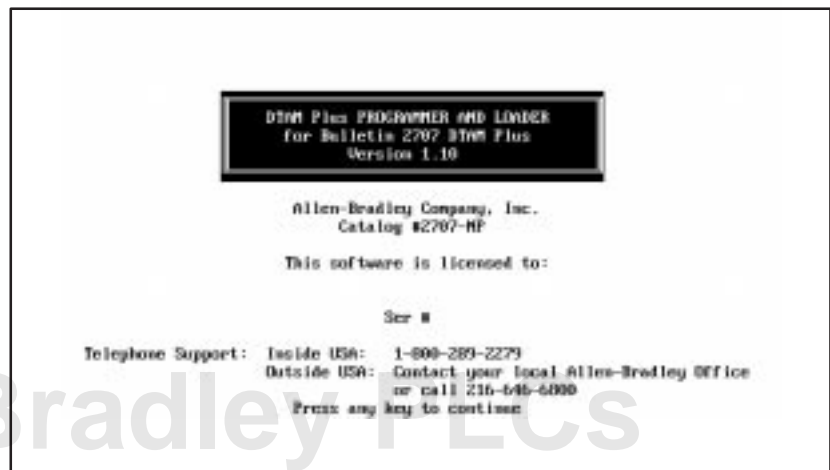 DTAM Plus PROGRAMMER AND LOADER
for Bulletin 2707 DTAM Plus
Version 1.10
Allen-Bradley Company, Inc.
Catalog #2707-NP
This software is licensed to:
Ser #
Telephone Support: Inside USA: 1-800-289-2279
Outside USA: Contact your local Allen-Bradley Office
or call 216-646-6800
Press any key to continue
Bradley PLCs